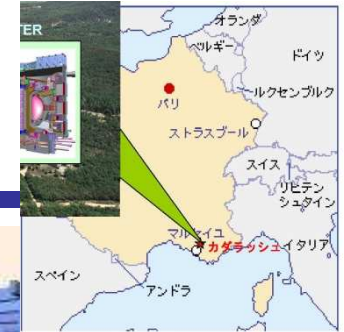 TER
オランダ
ベルギー
ドイツ
ルクセンブルク
パリ
ストラスブール
スイス
リヒテン
シュタイン
マルセイユ
カダラッシュ
イタリア
スペイン
アンドラ